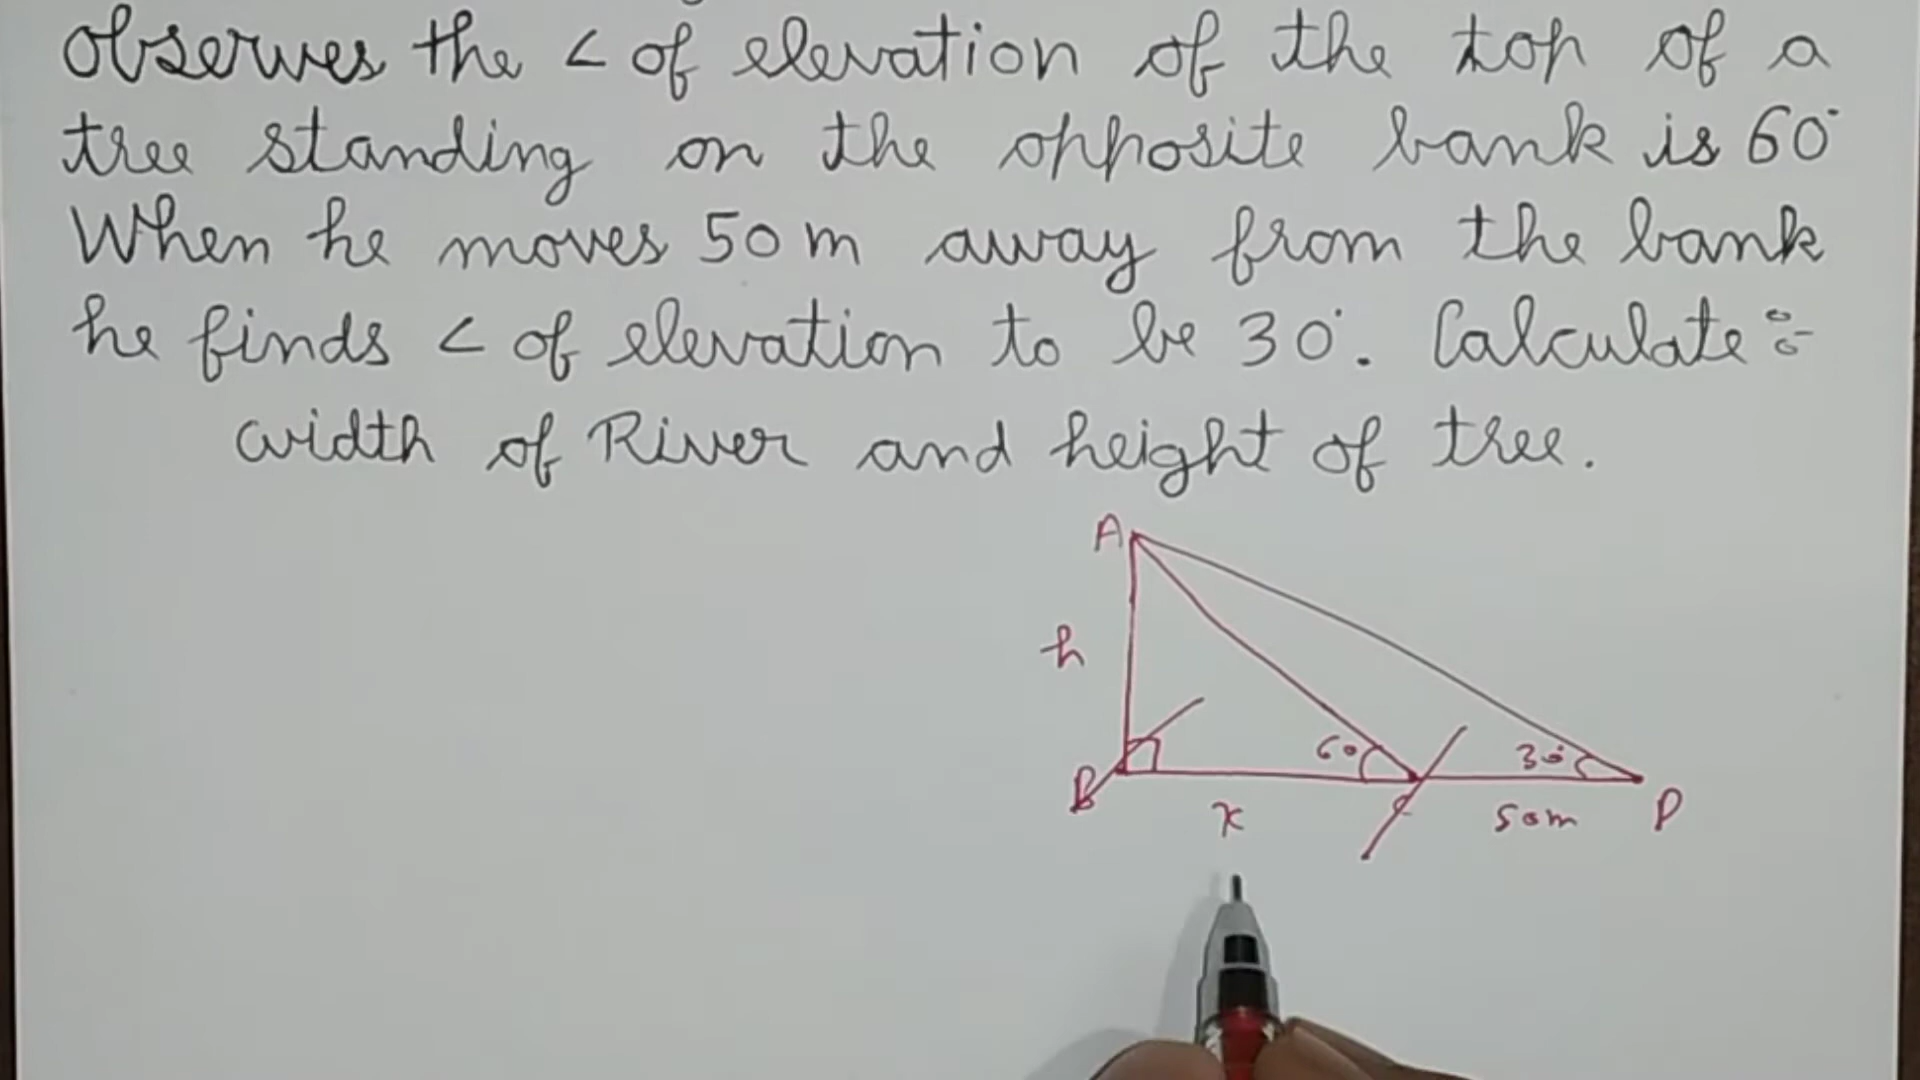 observes the < of elevation of the top of a
tree standing on the opposite bank is 60°
When he moves 50 m away from the bank
he finds < of elevation to be 30°. Calculate :-
width of River and height of tree.
A
h
60 30°
B x C 50m D